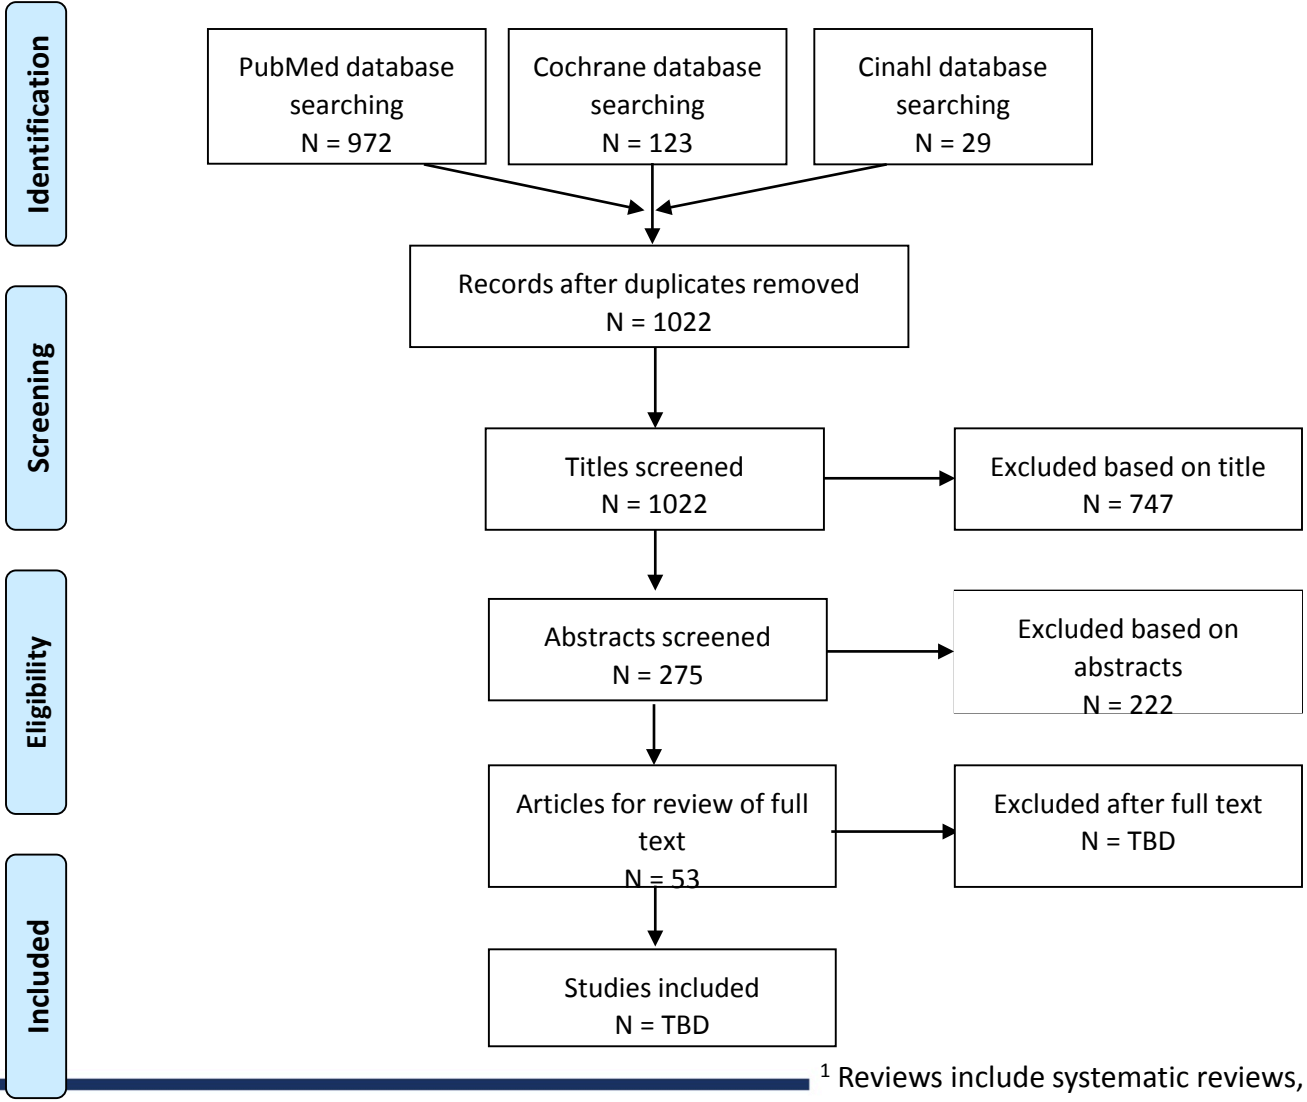 Identification
PubMed database
searching
N = 972
Cochrane database
searching
N = 123
Cinahl database
searching
N = 29
Records after duplicates removed
N = 1022
Screening
Titles screened
N = 1022
Excluded based on title
N = 747
Eligibility
Abstracts screened
N = 275
Excluded based on
abstracts
N = 222
Articles for review of full
text
N = 53
Excluded after full text
N = TBD
Included
Studies included
N = TBD
¹ Reviews include systematic reviews,